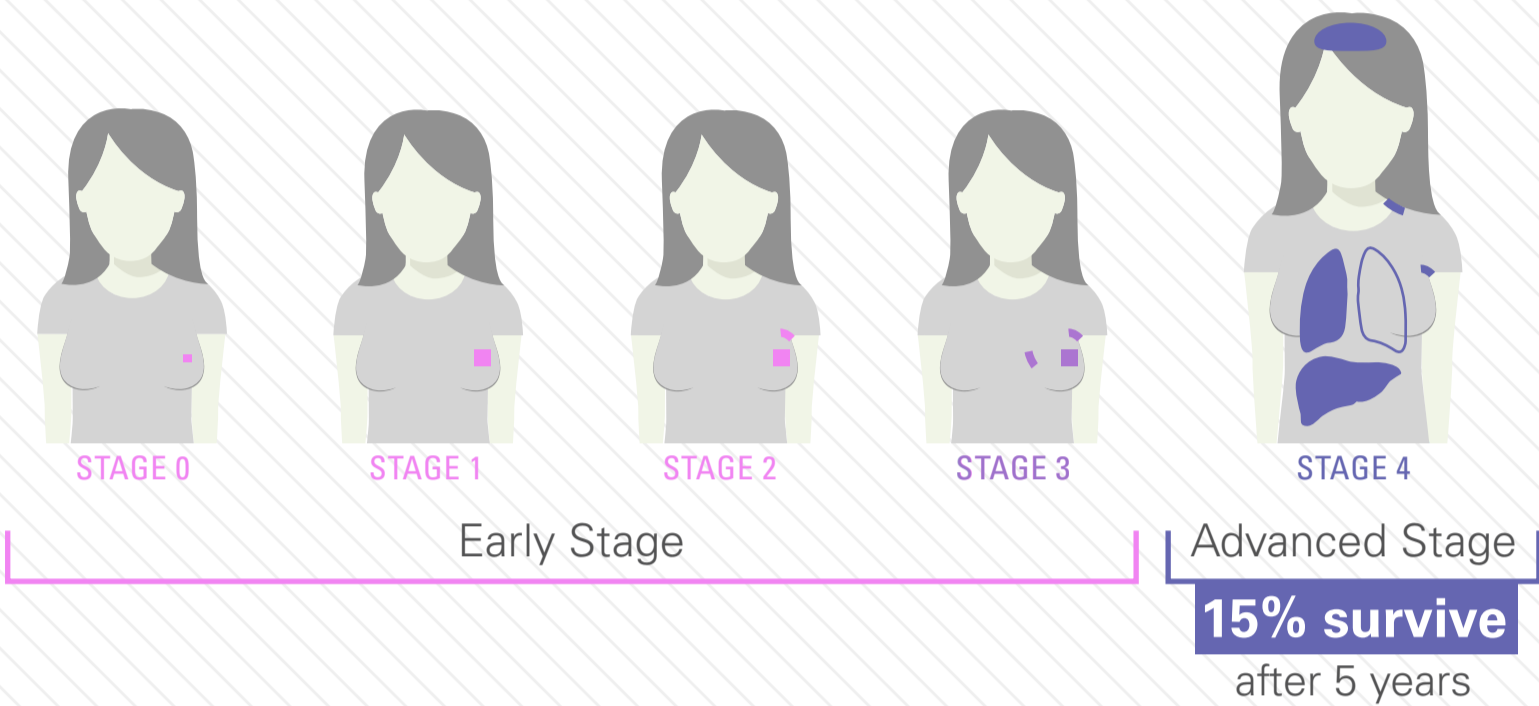 STAGE 0
STAGE 1
STAGE 2
STAGE 3
STAGE 4
Early Stage
Advanced Stage
15% survive
after 5 years